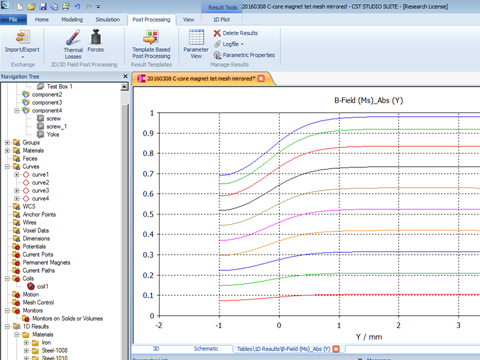 Result Tools
20160308 C-core magnet tet mesh mirrored - CST STUDIO SUITE - [Research License]
File
Home
Modeling
Simulation
Post Processing
View
1D Plot
Import/Export
Exchange
Thermal Losses
Forces
2D/3D Field Post Processing
Template Based Post Processing
Result Templates
Parameter View
Delete Results
Logfile
Parametric Properties
Manage Results
Navigation Tree
Test Box 1
component2
component3
component4
screw
screw_1
Yoke
Groups
Materials
Faces
Curves
curve1
curve2
curve3
curve4
WCS
Anchor Points
Wires
Voxel Data
Dimensions
Potentials
Current Ports
Permanent Magnets
Current Paths
Coils
coil1
Motion
Mesh Control
Monitors
Monitors on Solids or Volumes
1D Results
Materials
Iron
Steel-1008
Steel-1010
20160308 C-core magnet tet mesh mirrored*
B-Field (Ms)_Abs (Y)
1
0.9
0.8
0.7
0.6
0.5
0.4
0.3
0.2
0.1
0
-2
-1
0
1
2
3
Y / mm
3D
Schematic
Tables\1D Results\B-Field (Ms)_Abs (Y)